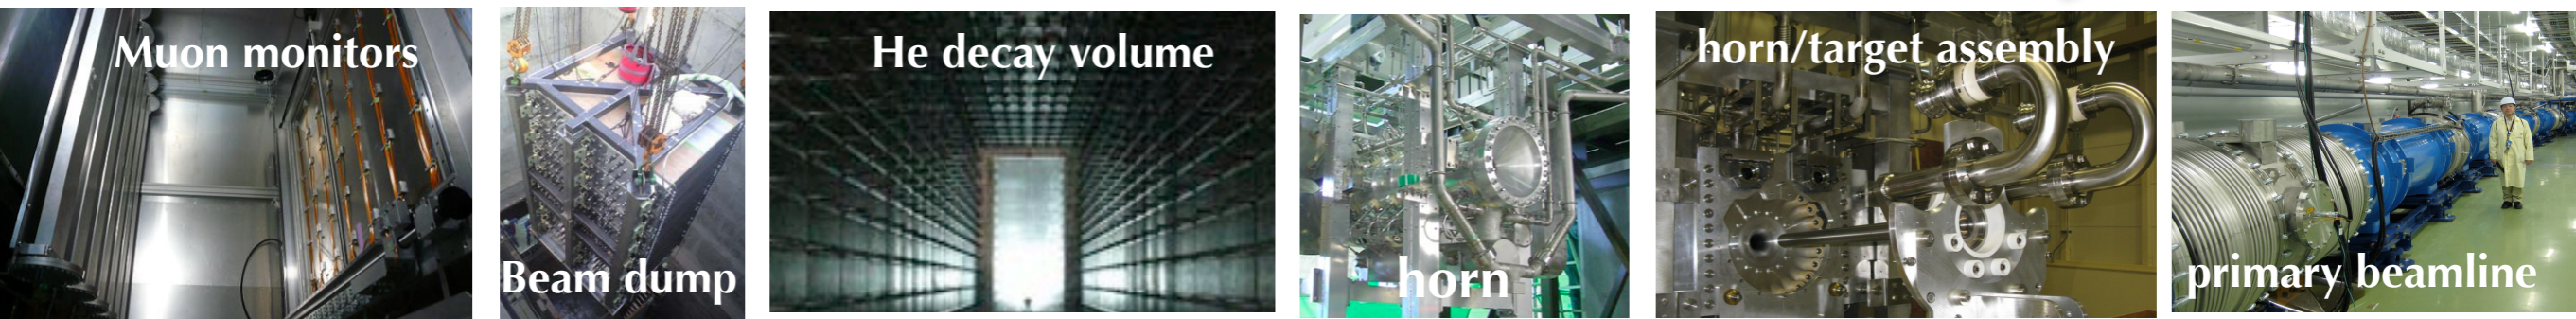 Muon monitors
Beam dump
He decay volume
horn
horn/target assembly
primary beamline